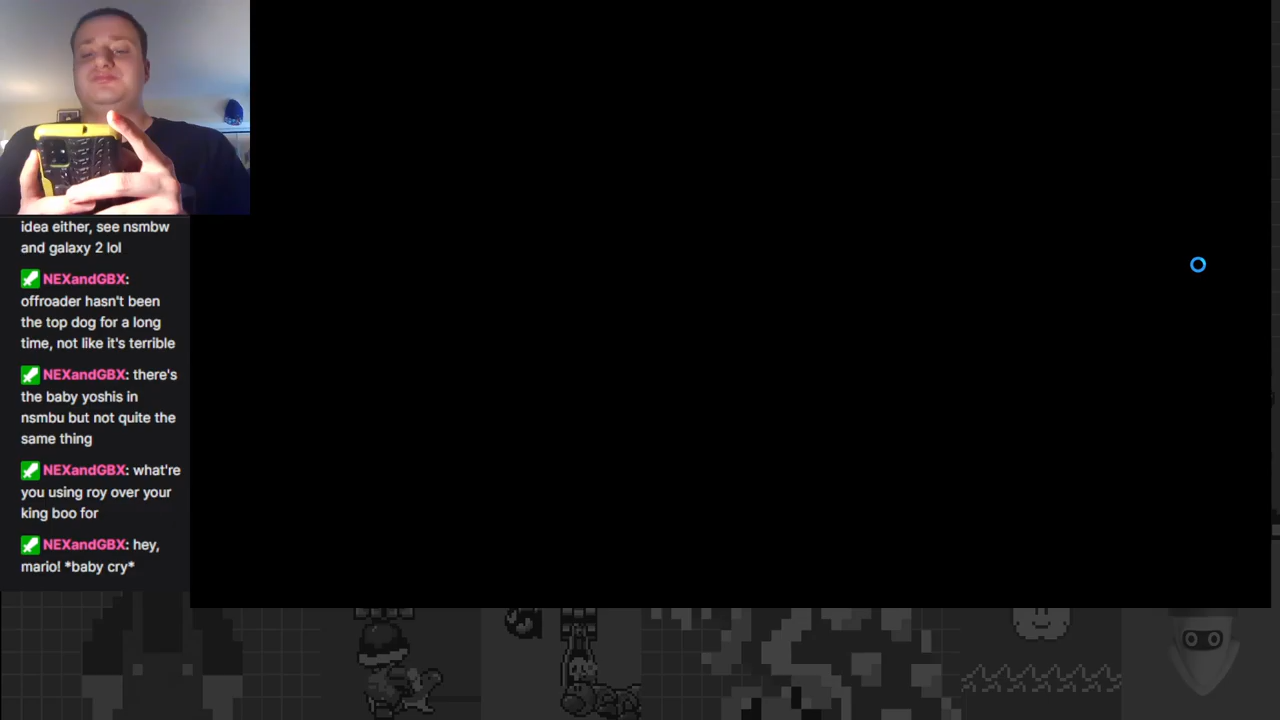 idea either, see nsmbw
and galaxy 2 lol
NEXandGBX:
offroader hasn't been
the top dog for a long
time, not like it's terrible
NEXandGBX: there's
the baby yoshis in
nsmbu but not quite the
same thing
NEXandGBX: what're
you using roy over your
king boo for
NEXandGBX: hey,
mario! *baby cry*